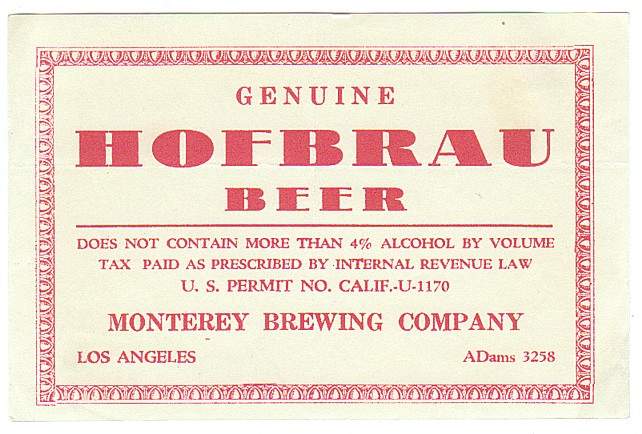 GENUINE
HOFBRAU
BEER
DOES NOT CONTAIN MORE THAN 4% ALCOHOL BY VOLUME
TAX PAID AS PRESCRIBED BY INTERNAL REVENUE LAW
U. S. PERMIT NO. CALIF.-U-1170
MONTEREY BREWING COMPANY
LOS ANGELES ADams 3258